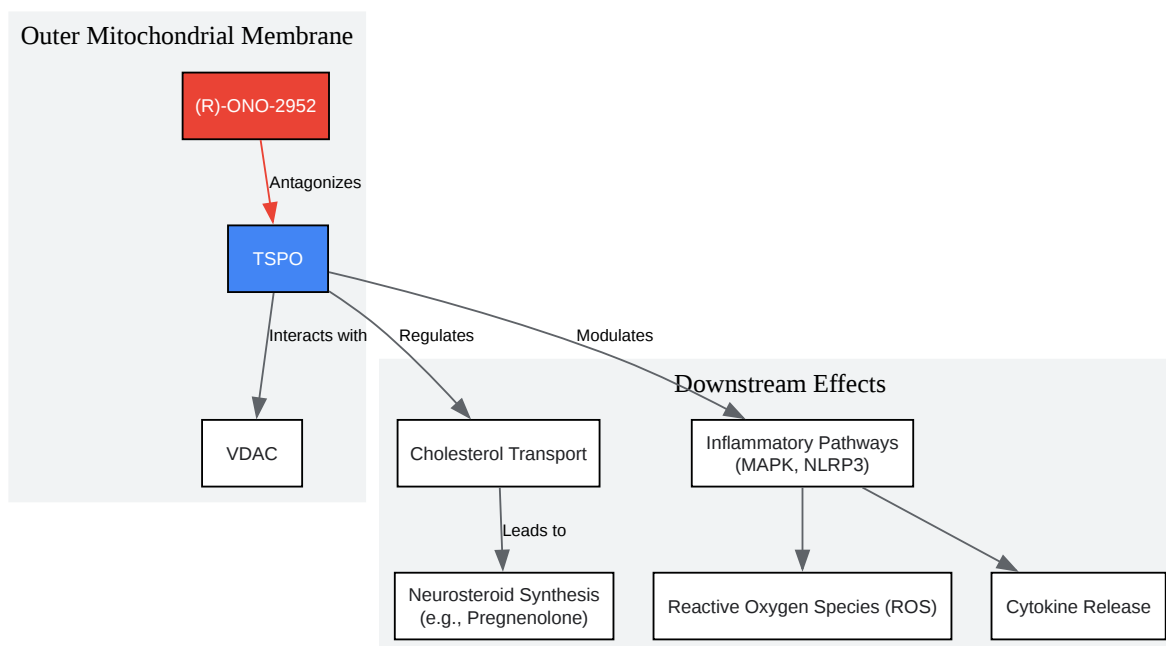 Outer Mitochondrial Membrane
(R)-ONO-2952
Antagonizes
TSPO
Interacts with
Regulates
Modulates
Downstream Effects
VDAC
Cholesterol Transport
Inflammatory Pathways
(MAPK, NLRP3)
Leads to
Neurosteroid Synthesis
(e.g., Pregnenolone)
Reactive Oxygen Species (ROS)
Cytokine Release